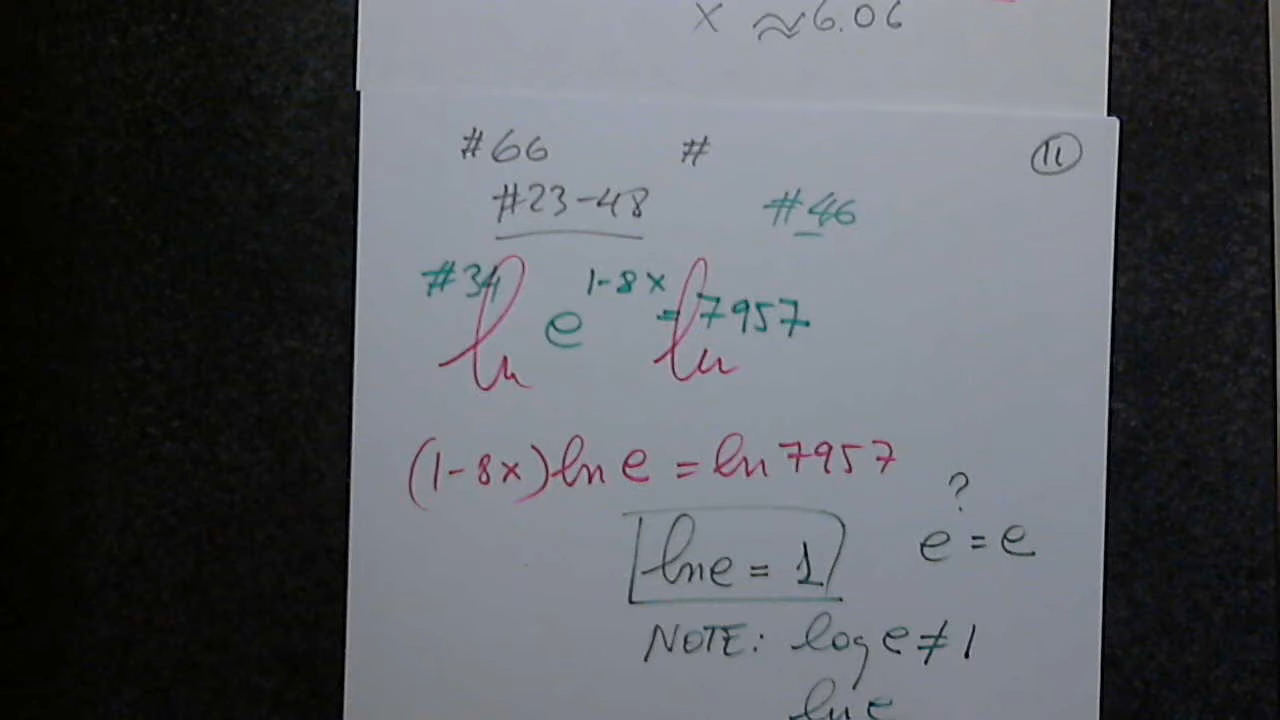 x ≈ 6.06
#66 #
11
#23-48 #46
#34 ln e^{1-8x} = ln 7957
(1-8x) ln e = ln 7957
ln e = 1
e^? = e
NOTE: log e ≠ 1
ln e